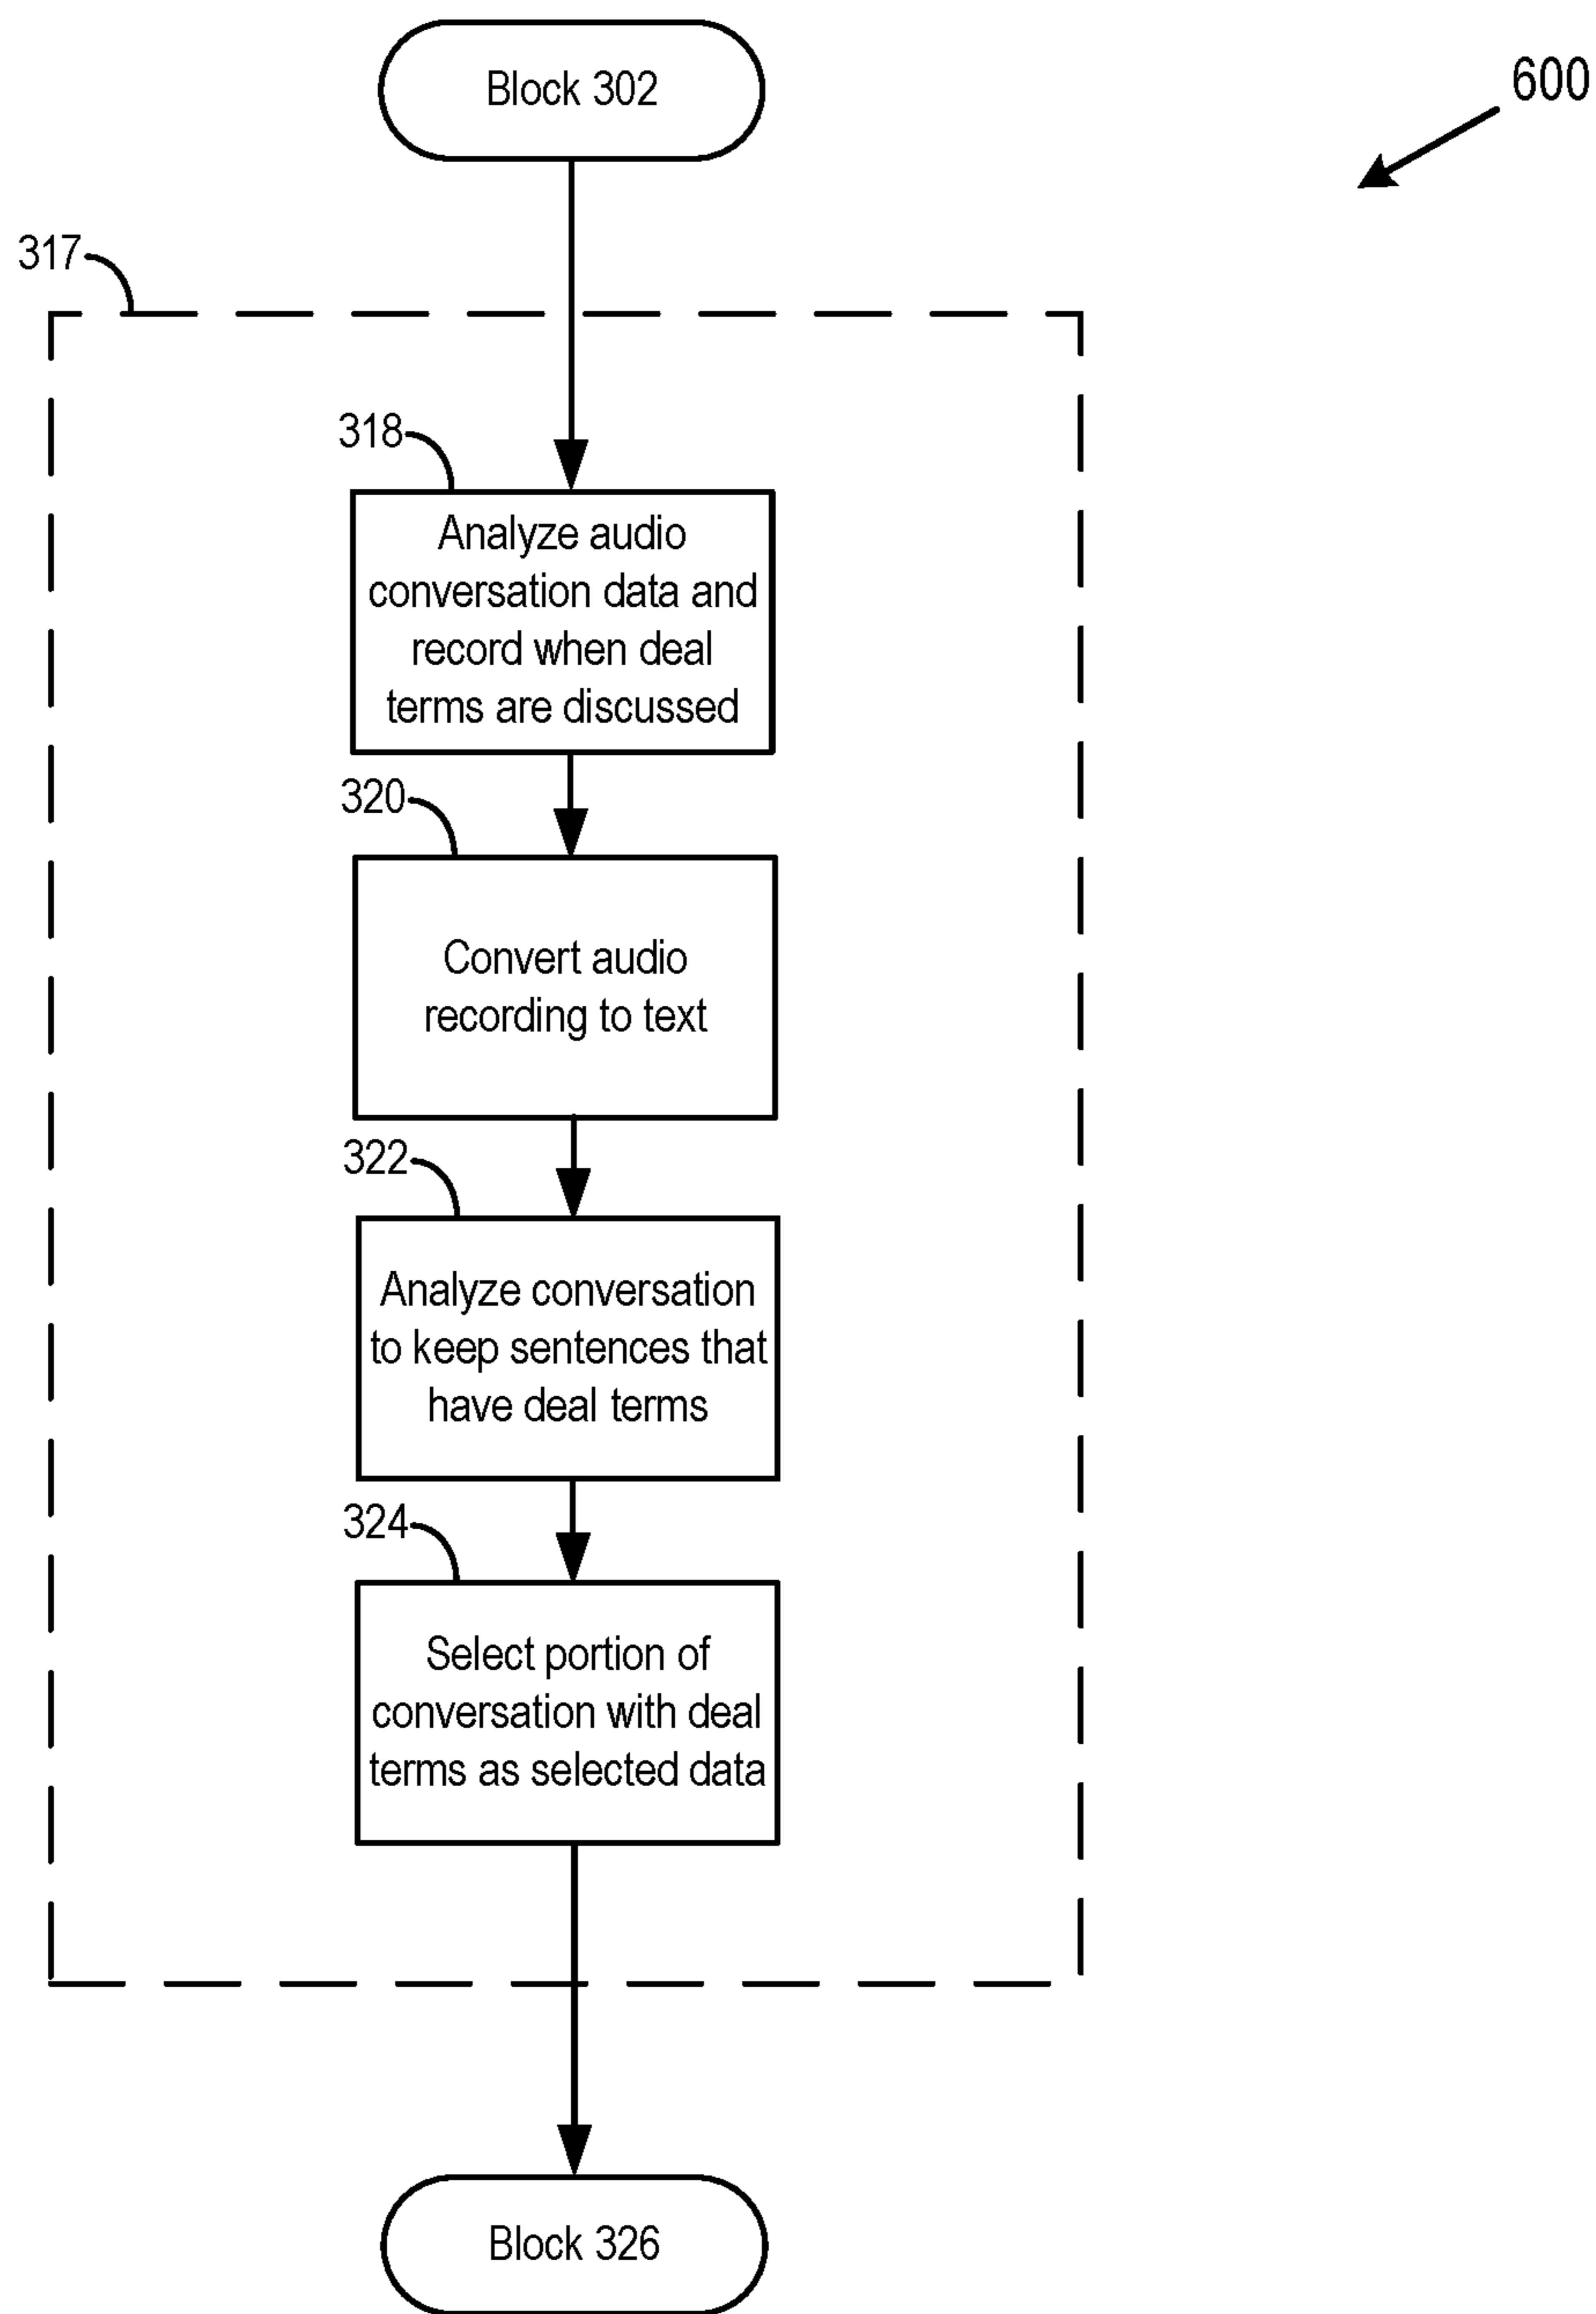 Block 302
600
317
318
Analyze audio
conversation data and
record when deal
terms are discussed
320
Convert audio
recording to text
322
Analyze conversation
to keep sentences that
have deal terms
324
Select portion of
conversation with deal
terms as selected data
Block 326